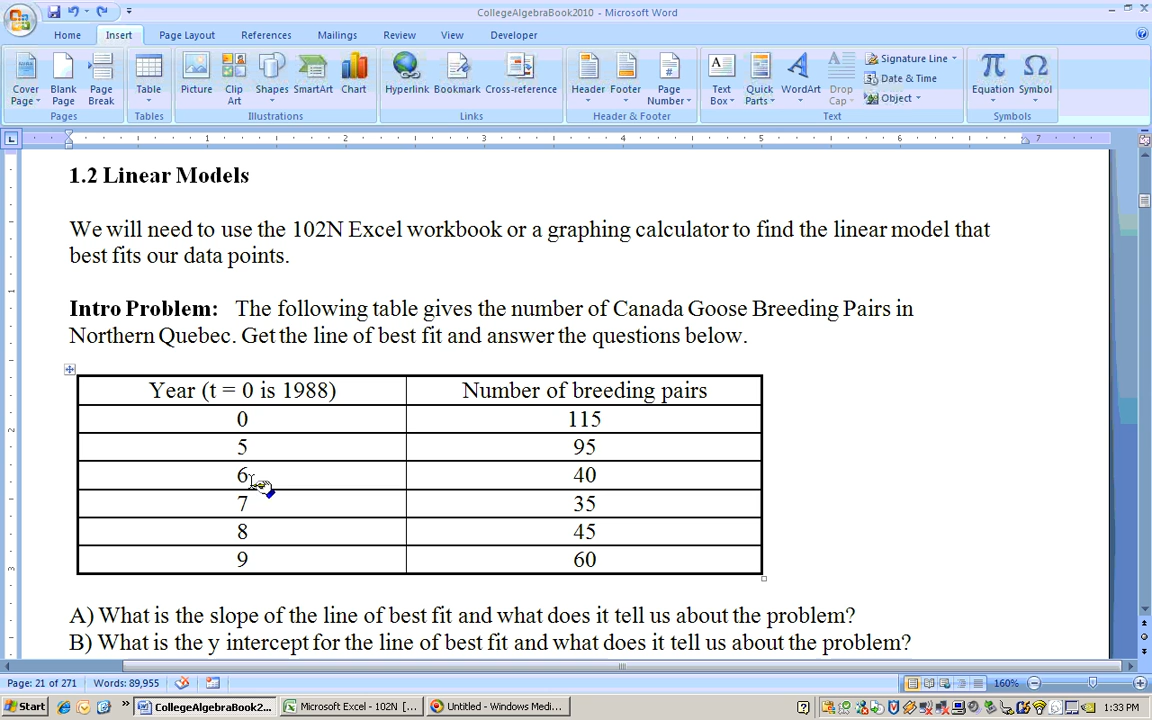 CollegeAlgebraBook2010 - Microsoft Word
Home Insert Page Layout References Mailings Review View Developer
Cover Page Blank Page Page Break Table Picture Clip Art Shapes SmartArt Chart Hyperlink Bookmark Cross-reference Header Footer Page Number Text Box Quick Parts WordArt Drop Cap Signature Line Date & Time Object Equation Symbol
Pages Tables Illustrations Links Header & Footer Text Symbols
L 1 2 3 4 5 6 7
1.2 Linear Models
We will need to use the 102N Excel workbook or a graphing calculator to find the linear model that
best fits our data points.
Intro Problem: The following table gives the number of Canada Goose Breeding Pairs in
Northern Quebec. Get the line of best fit and answer the questions below.
Year (t = 0 is 1988) Number of breeding pairs
0 115
5 95
6 40
7 35
8 45
9 60
A) What is the slope of the line of best fit and what does it tell us about the problem?
B) What is the y intercept for the line of best fit and what does it tell us about the problem?
Page: 21 of 271 Words: 89,955 160%
Start CollegeAlgebraBook2... Microsoft Excel - 102N [... Untitled - Windows Medi... 1:33 PM